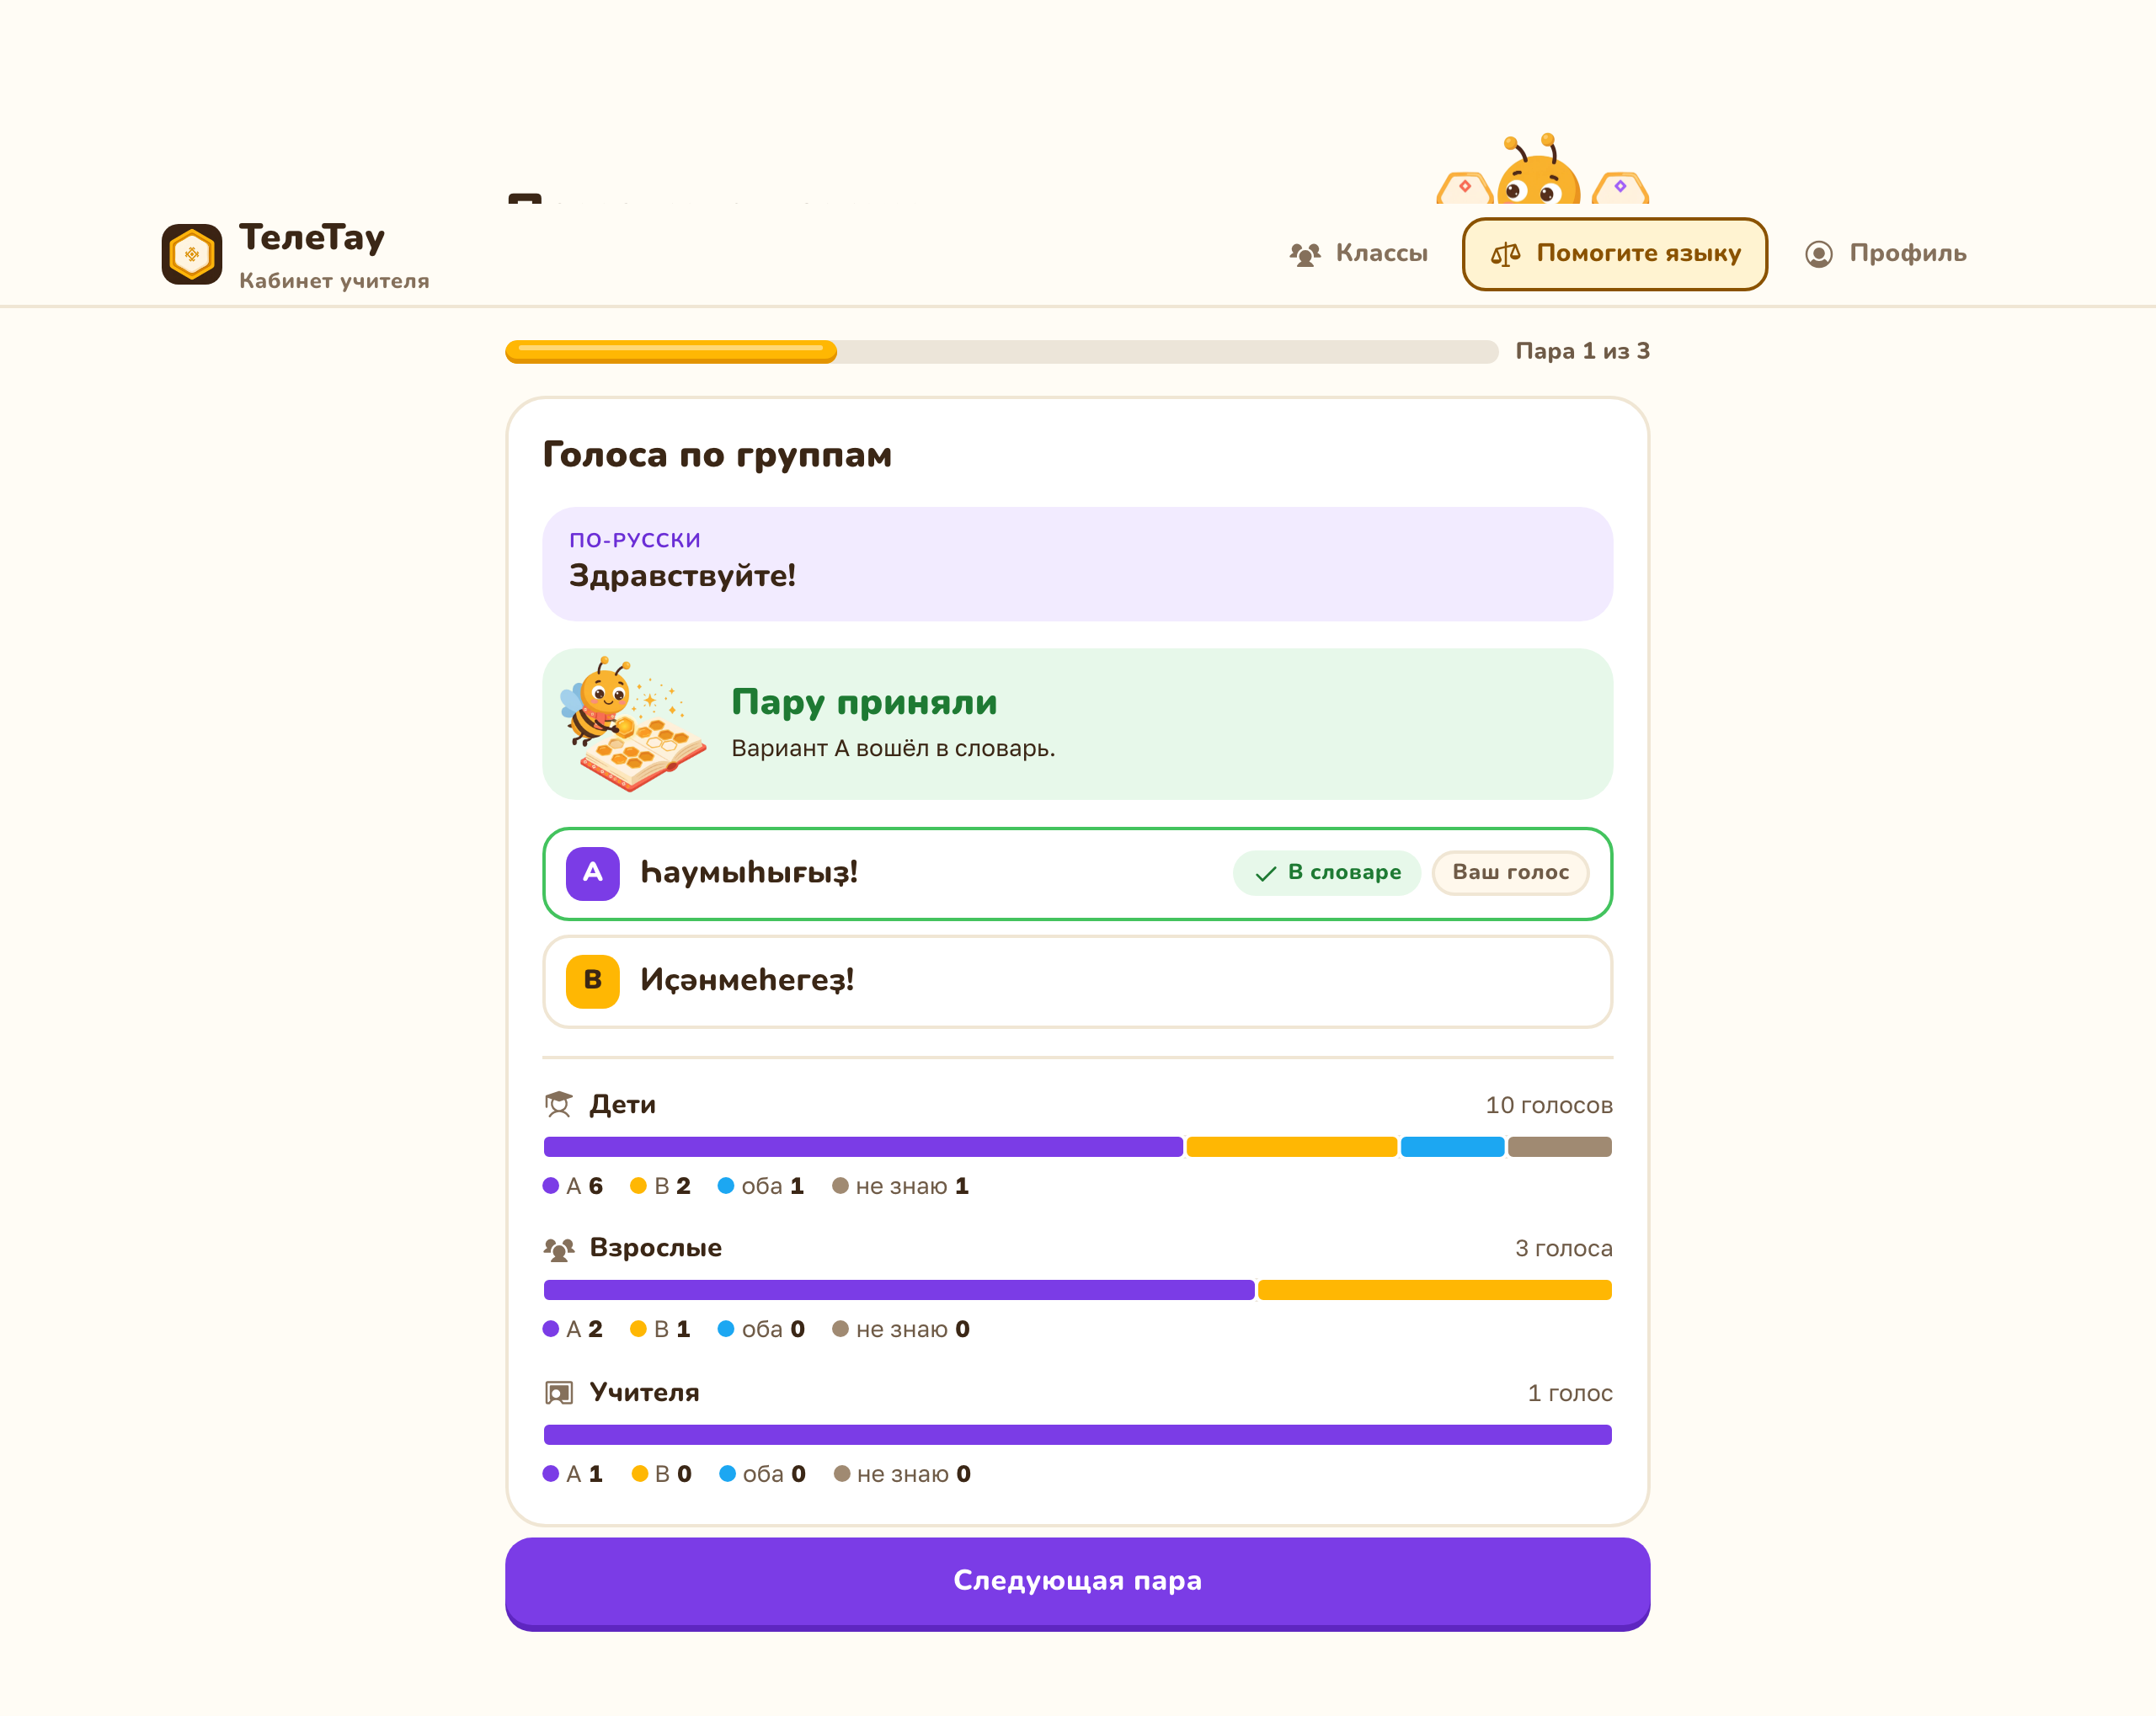 ТелеТау
Кабинет учителя
Классы
Помогите языку
Профиль
Пара 1 из 3
Голоса по группам
ПО-РУССКИ
Здравствуйте!
Пару приняли
Вариант A вошёл в словарь.
A
Һаумыһығыҙ!
В словаре
Ваш голос
B
Иҫәнмеһегеҙ!
Дети
10 голосов
A 6 B 2 оба 1 не знаю 1
Взрослые
3 голоса
A 2 B 1 оба 0 не знаю 0
Учителя
1 голос
A 1 B 0 оба 0 не знаю 0
Следующая пара